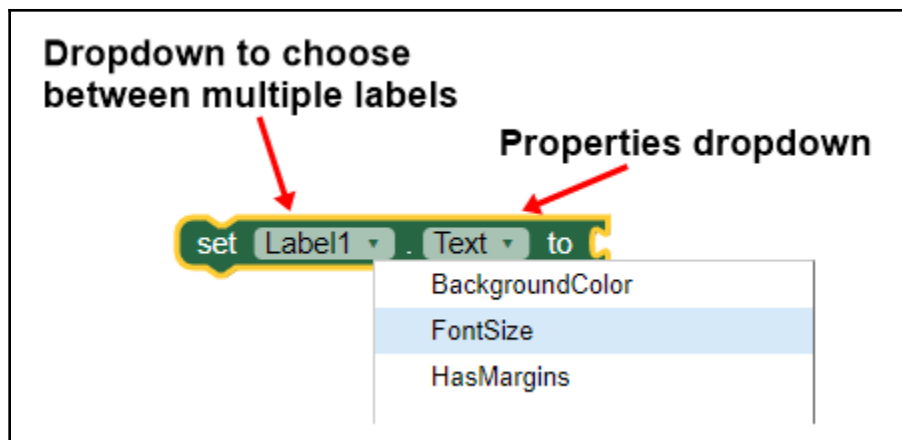 Dropdown to choose
between multiple labels
Properties dropdown
set Label1 . Text to
BackgroundColor
FontSize
HasMargins